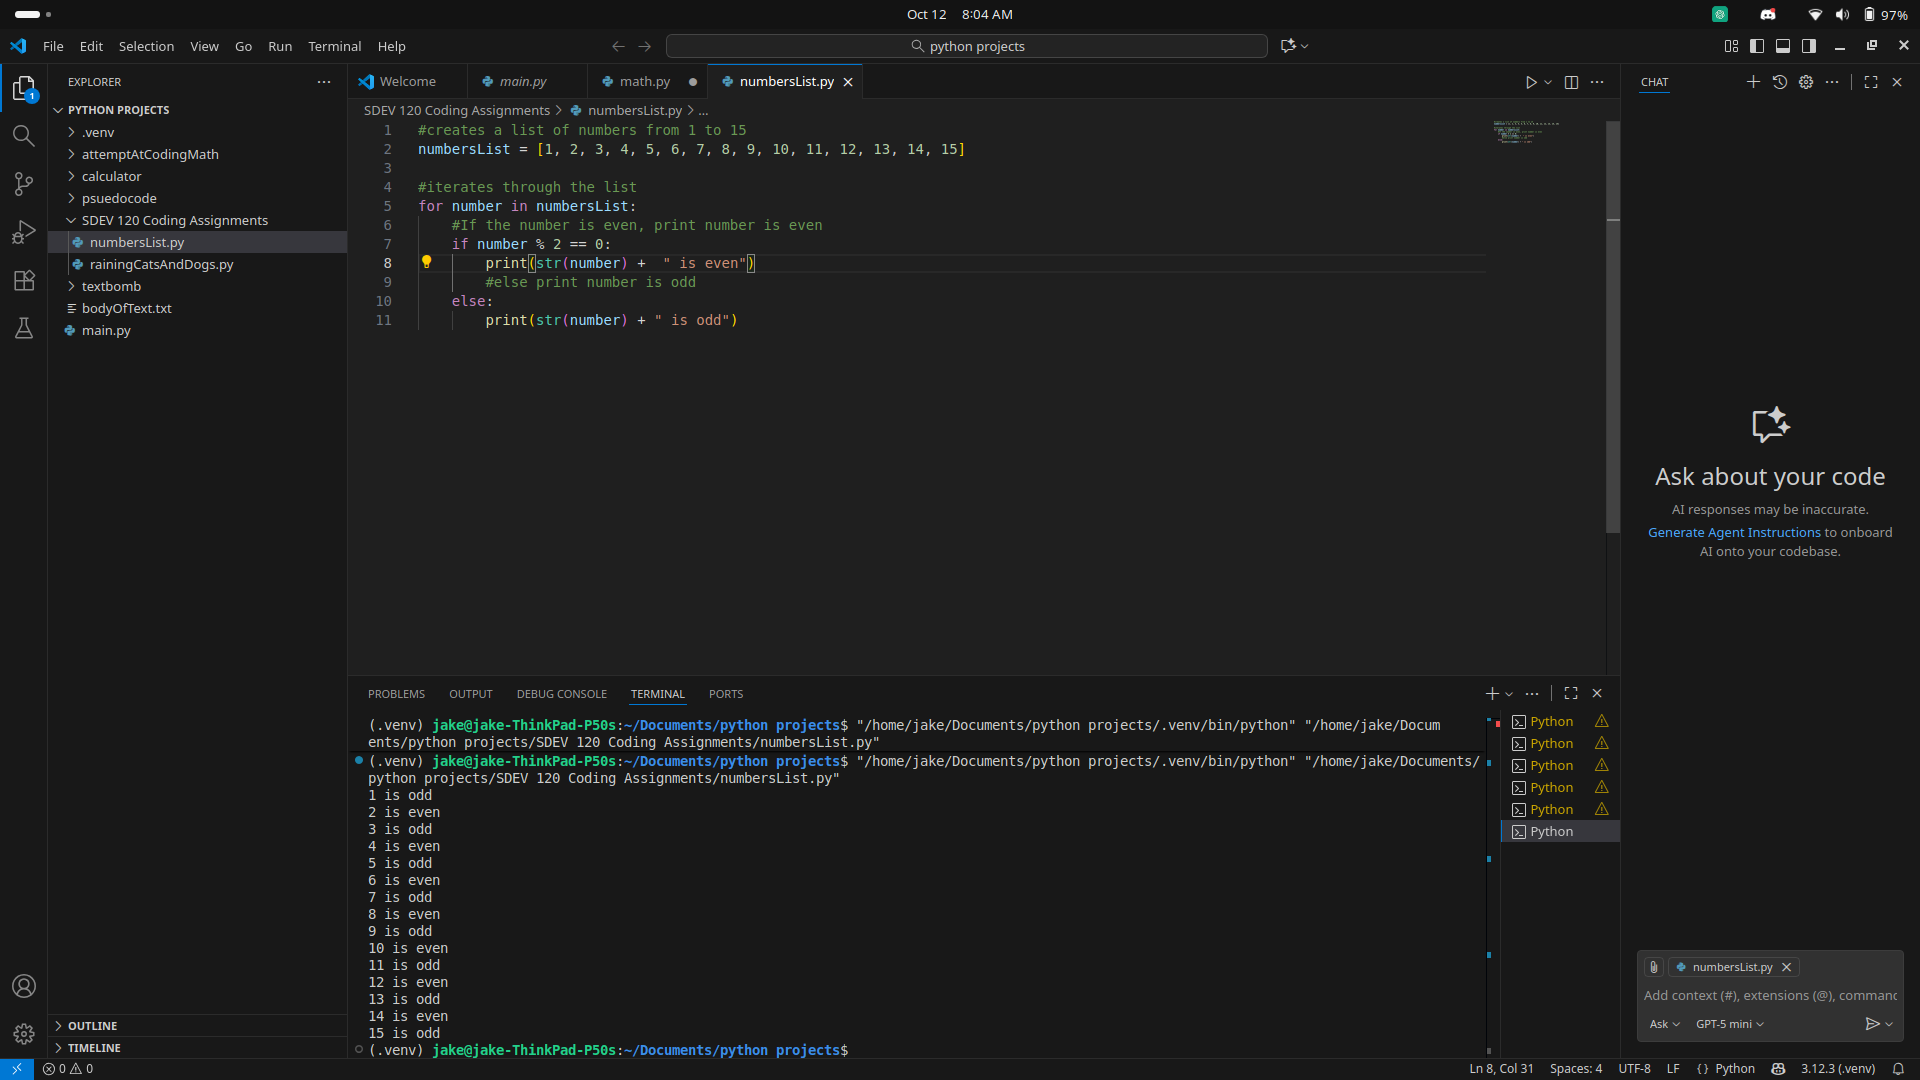 Oct 12 8:04 AM
97%
File Edit Selection View Go Run Terminal Help
python projects
EXPLORER
PYTHON PROJECTS
.venv
attemptAtCodingMath
calculator
psuedocode
SDEV 120 Coding Assignments
numbersList.py
rainingCatsAndDogs.py
textbomb
bodyOfText.txt
main.py
OUTLINE
TIMELINE
1
Welcome main.py math.py numbersList.py
SDEV 120 Coding Assignments > numbersList.py > ...
1 #creates a list of numbers from 1 to 15
2 numbersList = [1, 2, 3, 4, 5, 6, 7, 8, 9, 10, 11, 12, 13, 14, 15]
3
4 #iterates through the list
5 for number in numbersList:
6 #If the number is even, print number is even
7 if number % 2 == 0:
8 print(str(number) +  " is even")
9 #else print number is odd
10 else:
11 print(str(number) + " is odd")
PROBLEMS OUTPUT DEBUG CONSOLE TERMINAL PORTS
(.venv) jake@jake-ThinkPad-P50s:~/Documents/python projects$ "/home/jake/Documents/python projects/.venv/bin/python" "/home/jake/Docum
ents/python projects/SDEV 120 Coding Assignments/numbersList.py"
(.venv) jake@jake-ThinkPad-P50s:~/Documents/python projects$ "/home/jake/Documents/python projects/.venv/bin/python" "/home/jake/Documents/
python projects/SDEV 120 Coding Assignments/numbersList.py"
1 is odd
2 is even
3 is odd
4 is even
5 is odd
6 is even
7 is odd
8 is even
9 is odd
10 is even
11 is odd
12 is even
13 is odd
14 is even
15 is odd
(.venv) jake@jake-ThinkPad-P50s:~/Documents/python projects$
Python
Python
Python
Python
Python
Python
CHAT
Ask about your code
AI responses may be inaccurate.
Generate Agent Instructions to onboard
AI onto your codebase.
numbersList.py
Add context (#), extensions (@), comman
Ask GPT-5 mini
0 0
Ln 8, Col 31 Spaces: 4 UTF-8 LF {} Python 3.12.3 (.venv)